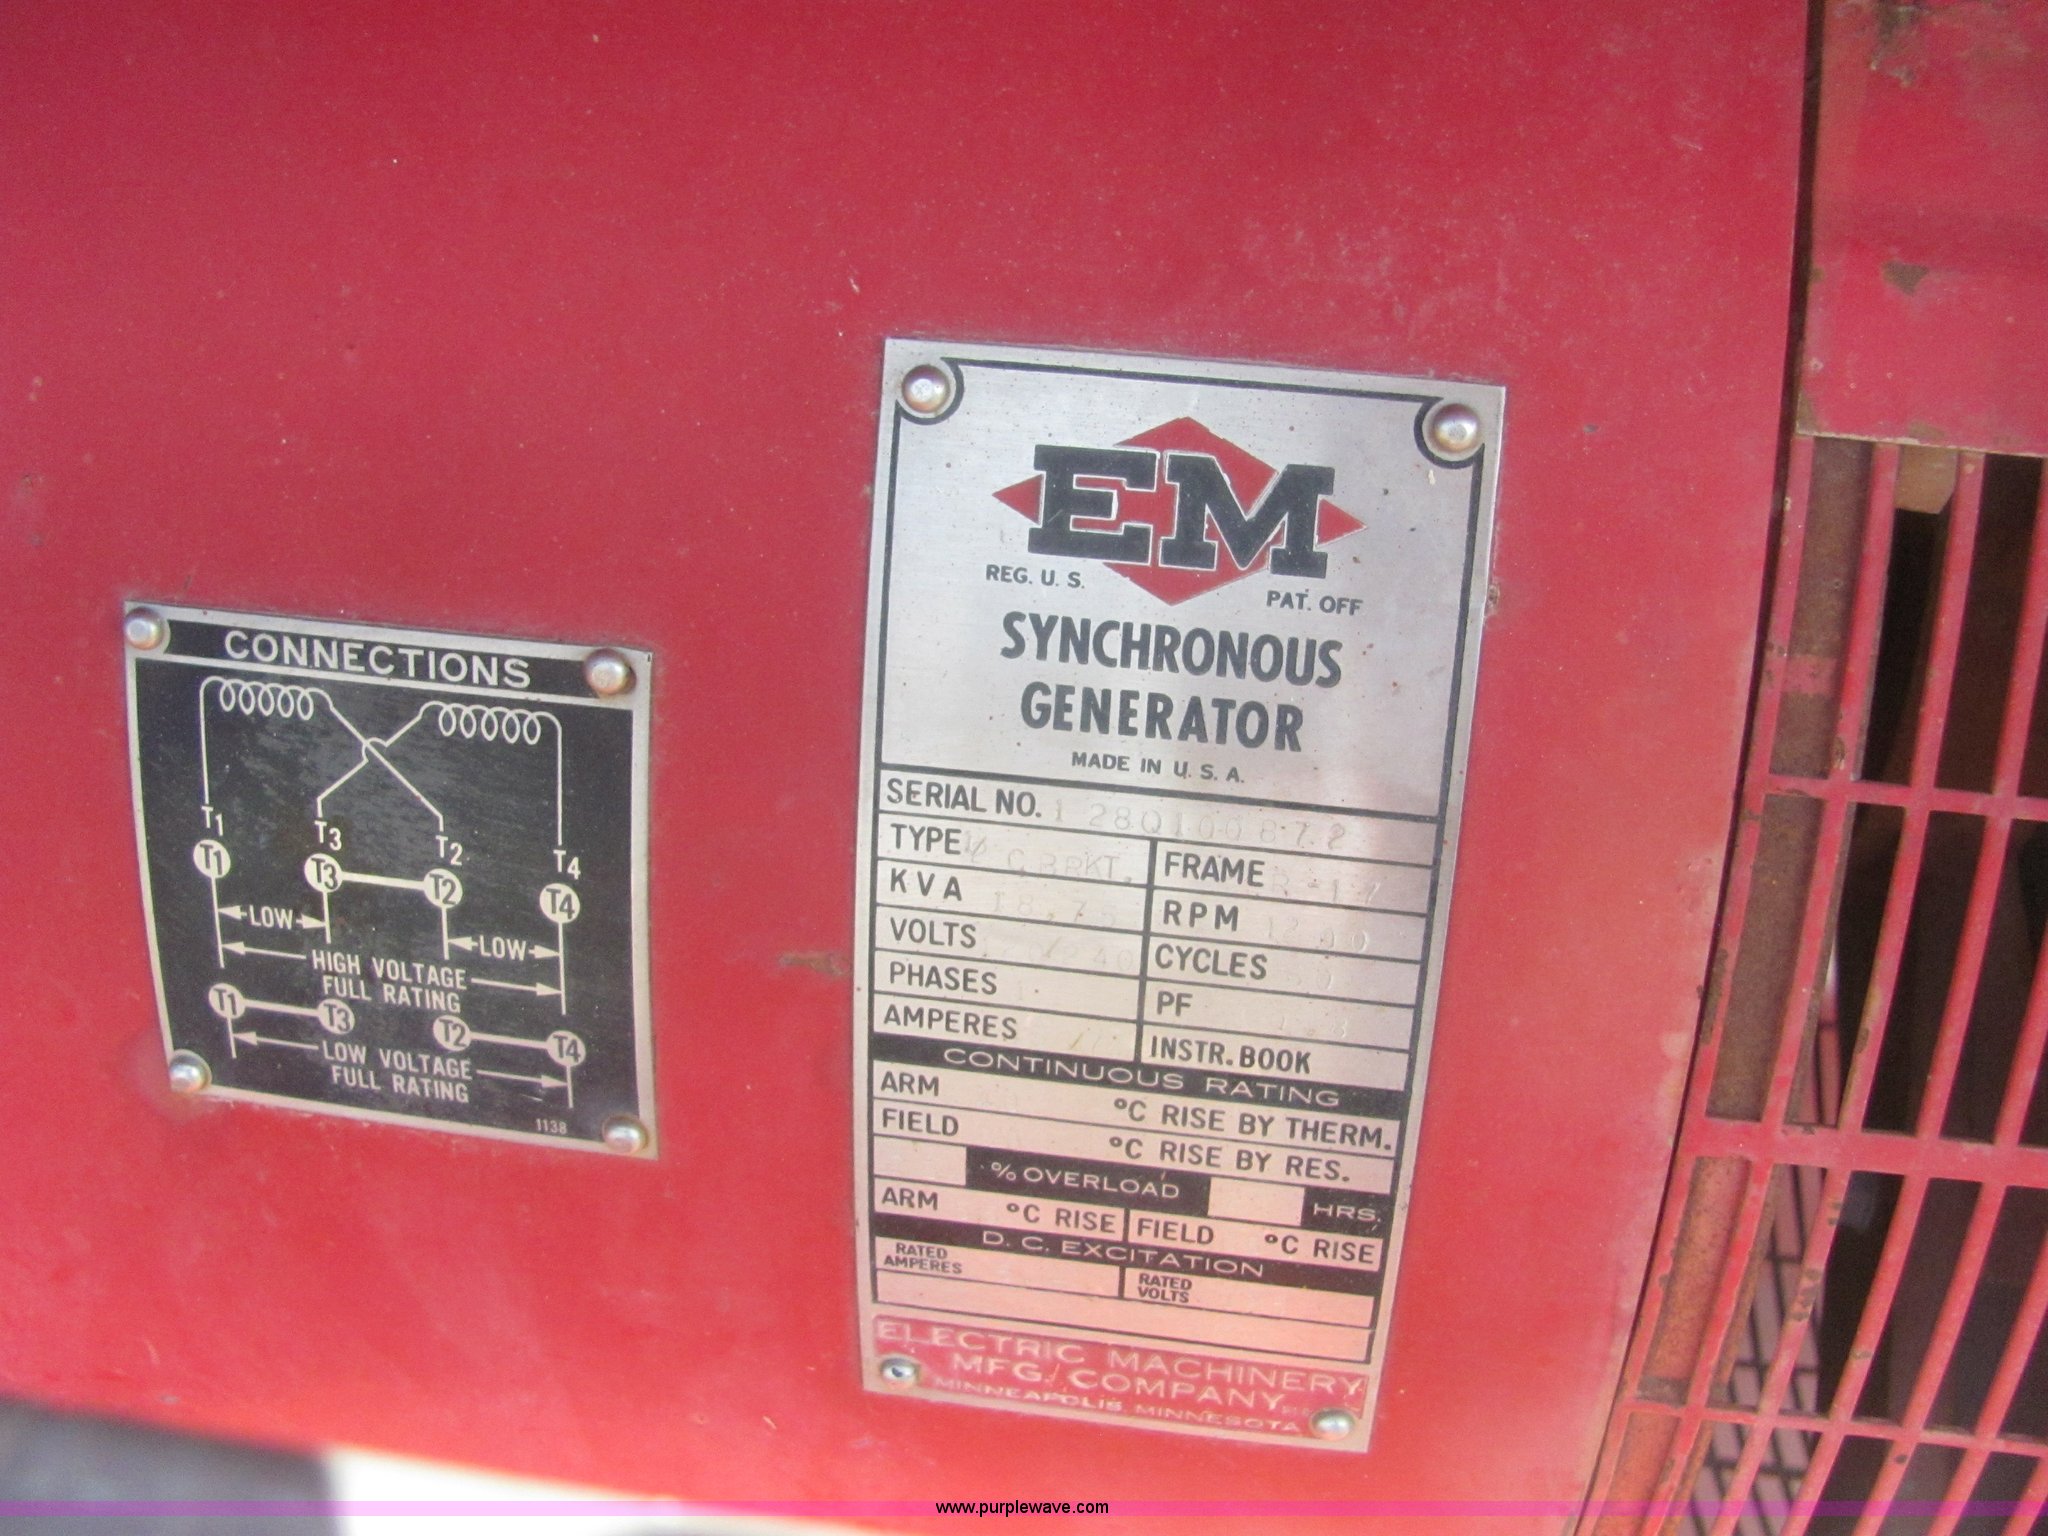 CONNECTIONS
T1 T3 T2 T4
T1 T3 T2 T4
LOW LOW
HIGH VOLTAGE
FULL RATING
T1 T3 T2 T4
LOW VOLTAGE
FULL RATING
1138
EM
REG. U. S. PAT. OFF
SYNCHRONOUS
GENERATOR
MADE IN U. S. A.
SERIAL NO.
TYPE BRKT. FRAME
KVA 18.75 RPM
VOLTS CYCLES
PHASES PF
AMPERES INSTR. BOOK
CONTINUOUS RATING
ARM °C RISE BY THERM.
FIELD °C RISE BY RES.
% OVERLOAD HRS.
ARM °C RISE FIELD °C RISE
D. C. EXCITATION
RATED AMPERES RATED VOLTS
ELECTRIC MACHINERY
MFG. COMPANY
MINNEAPOLIS, MINNESOTA
www.purplewave.com